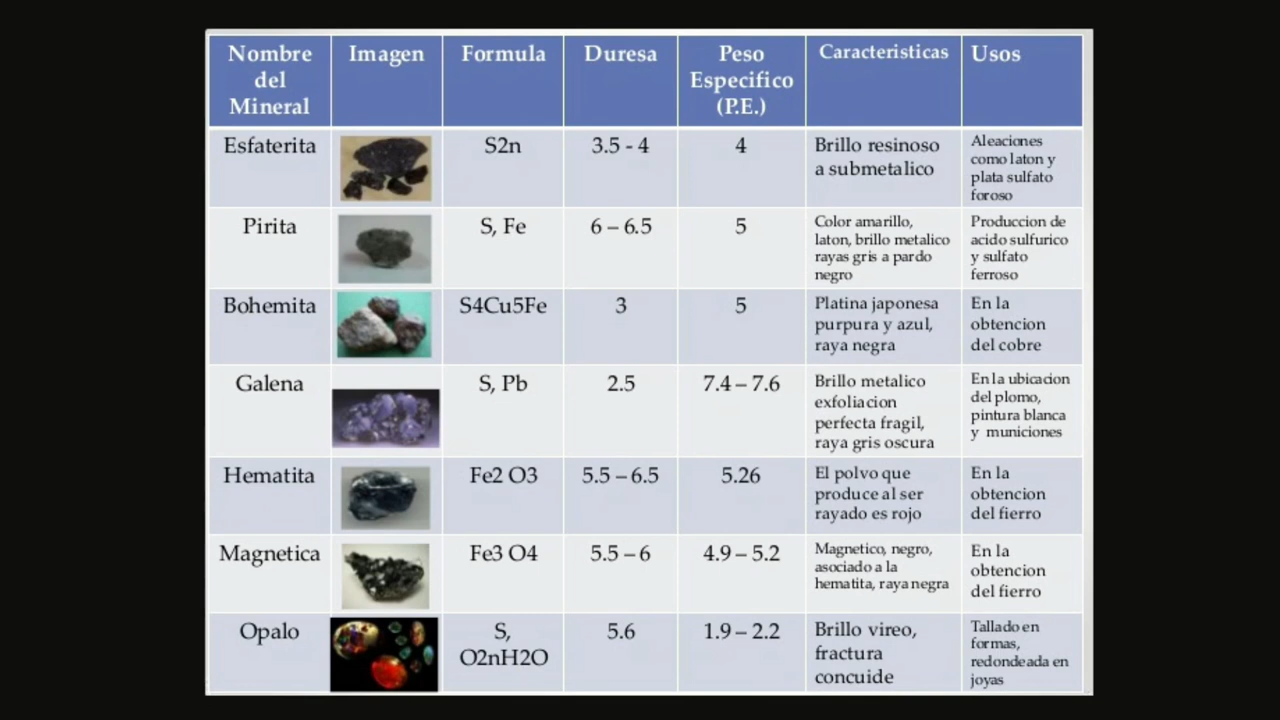 Nombre del Mineral Imagen Formula Duresa Peso Especifico (P.E.) Caracteristicas Usos
Esfaterita S2n 3.5 - 4 4 Brillo resinoso a submetalico Aleaciones como laton y plata sulfato foroso
Pirita S, Fe 6 – 6.5 5 Color amarillo, laton, brillo metalico rayas gris a pardo negro Produccion de acido sulfurico y sulfato ferroso
Bohemita S4Cu5Fe 3 5 Platina japonesa purpura y azul, raya negra En la obtencion del cobre
Galena S, Pb 2.5 7.4 – 7.6 Brillo metalico exfoliacion perfecta fragil, raya gris oscura En la ubicacion del plomo, pintura blanca y municiones
Hematita Fe2 O3 5.5 – 6.5 5.26 El polvo que produce al ser rayado es rojo En la obtencion del fierro
Magnetica Fe3 O4 5.5 – 6 4.9 – 5.2 Magnetico, negro, asociado a la hematita, raya negra En la obtencion del fierro
Opalo S, O2nH2O 5.6 1.9 – 2.2 Brillo vireo, fractura concuide Tallado en formas, redondeada en joyas